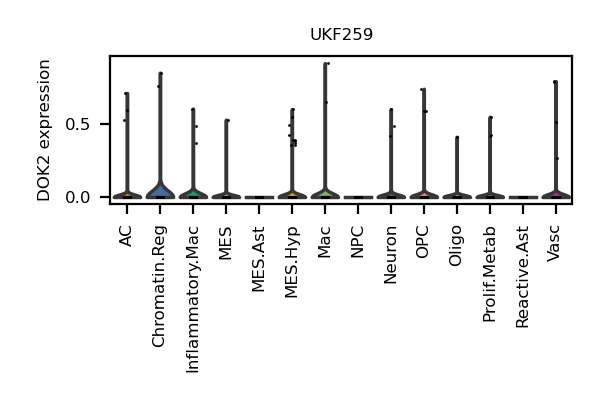 UKF259
DOK2 expression
0.5
0.0
AC
Chromatin.Reg
Inflammatory.Mac
MES
MES.Ast
MES.Hyp
Mac
NPC
Neuron
OPC
Oligo
Prolif.Metab
Reactive.Ast
Vasc